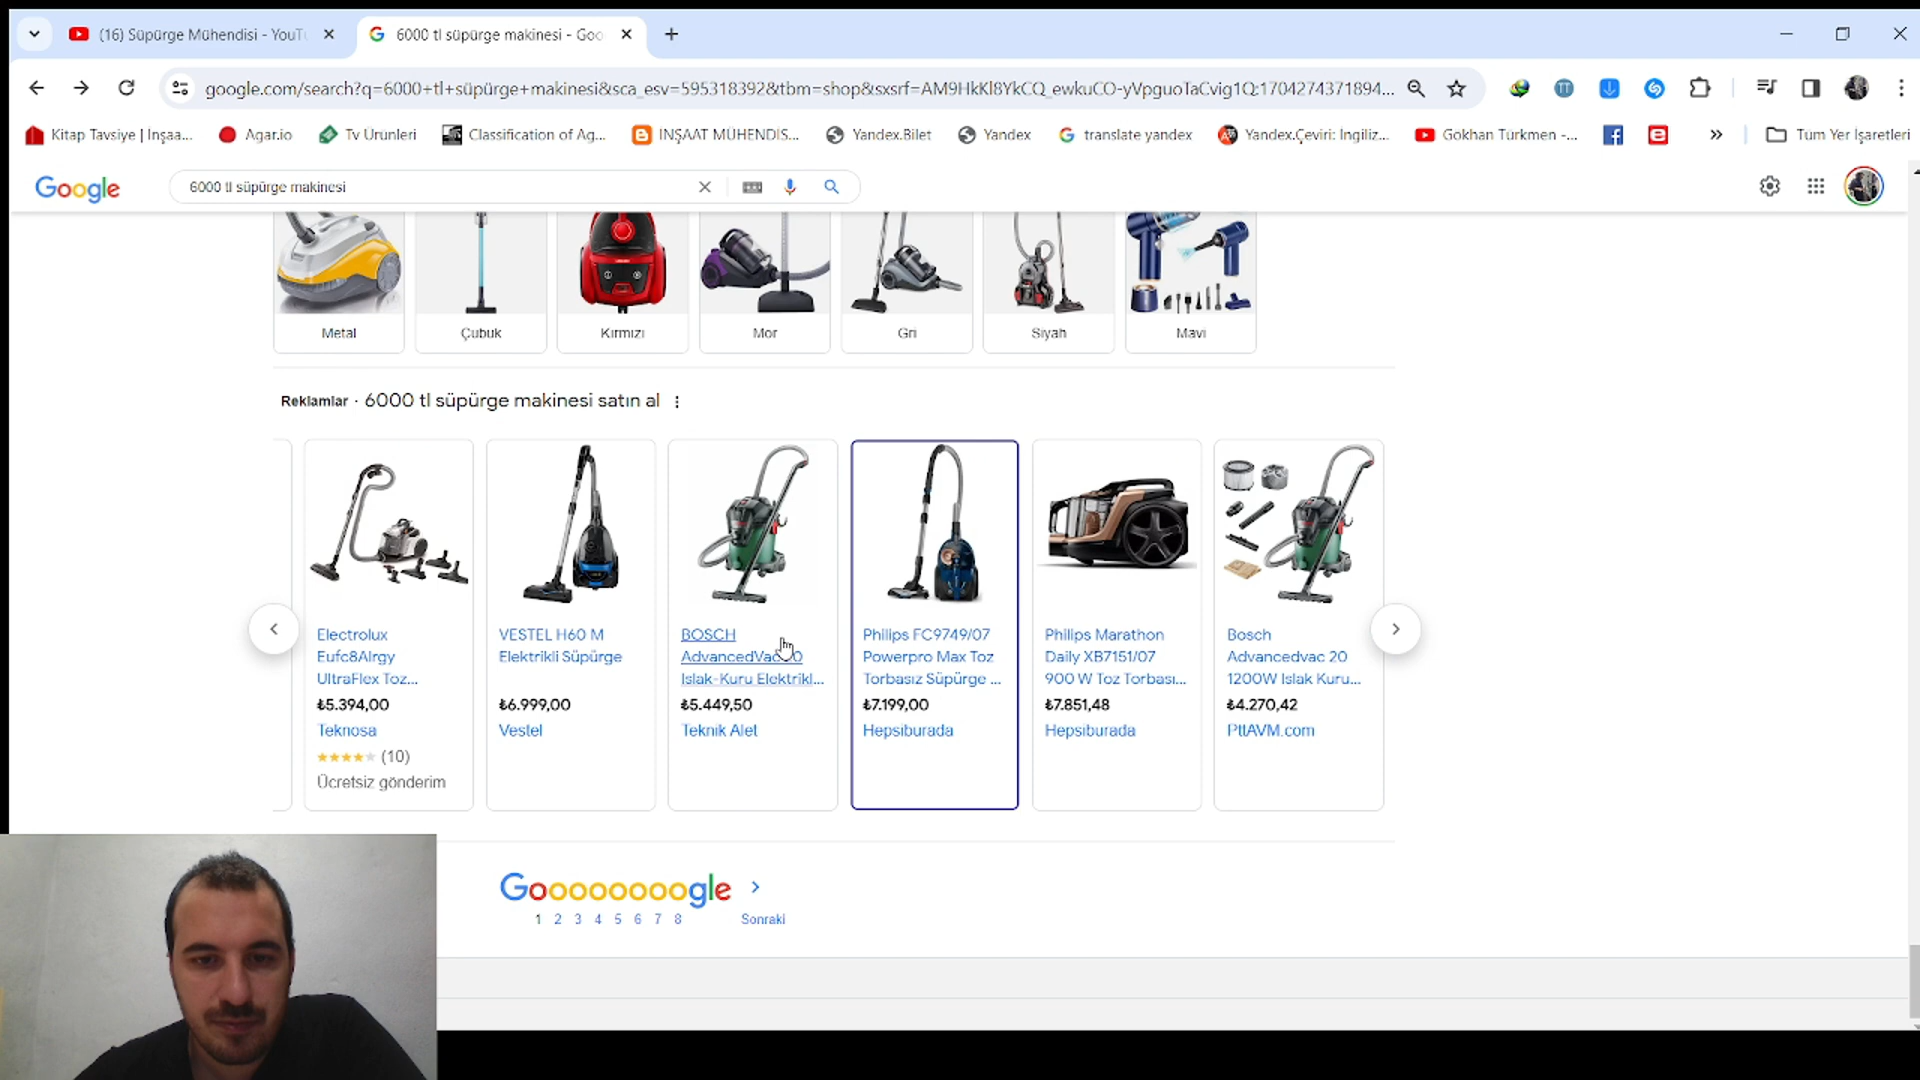 (16) Süpürge Mühendisi - YouTu
6000 tl süpürge makinesi - Goo
google.com/search?q=6000+tl+süpürge+makinesi&sca_esv=595318392&tbm=shop&sxsrf=AM9HkKl8YkCQ_ewkuCO-yVpguoTaCvig1Q:1704274371894...
Kitap Tavsiye | İnşaa...
Agar.io
Tv Ürünleri
Classification of Ag...
İNŞAAT MÜHENDİS...
Yandex.Bilet
Yandex
translate yandex
Yandex.Çeviri: İngiliz...
Gökhan Türkmen -...
Tüm Yer İşaretleri
Google
6000 tl süpürge makinesi
Metal
Çubuk
Kırmızı
Mor
Gri
Siyah
Mavi
Reklamlar · 6000 tl süpürge makinesi satın al
Electrolux
Eufc8Alrgy
UltraFlex Toz...
₺5.394,00
Teknosa
(10)
Ücretsiz gönderim
VESTEL H60 M
Elektrikli Süpürge
₺6.999,00
Vestel
BOSCH
AdvancedVac 20
Islak-Kuru Elektrikl...
₺5.449,50
Teknik Alet
Philips FC9749/07
Powerpro Max Toz
Torbasız Süpürge ...
₺7.199,00
Hepsiburada
Philips Marathon
Daily XB7151/07
900 W Toz Torbası...
₺7.851,48
Hepsiburada
Bosch
Advancedvac 20
1200W Islak Kuru...
₺4.270,42
PttAVM.com
Goooooooogle
1 2 3 4 5 6 7 8
Sonraki